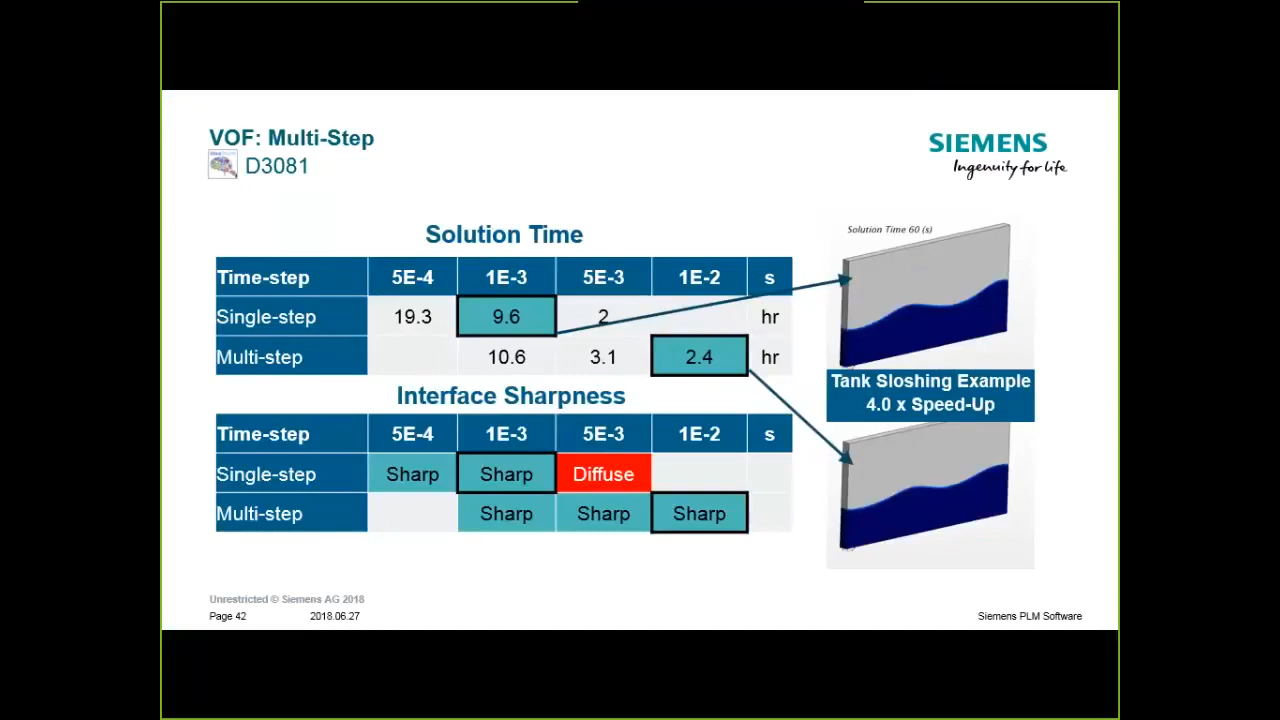 VOF: Multi-Step
D3081
SIEMENS
Ingenuity for life
Solution Time
Time-step 5E-4 1E-3 5E-3 1E-2 s
Single-step 19.3 9.6 2 hr
Multi-step 10.6 3.1 2.4 hr
Interface Sharpness
Time-step 5E-4 1E-3 5E-3 1E-2 s
Single-step Sharp Sharp Diffuse
Multi-step Sharp Sharp Sharp
Solution Time 60 (s)
Tank Sloshing Example
4.0 x Speed-Up
Unrestricted © Siemens AG 2018
Page 42 2018.06.27 Siemens PLM Software